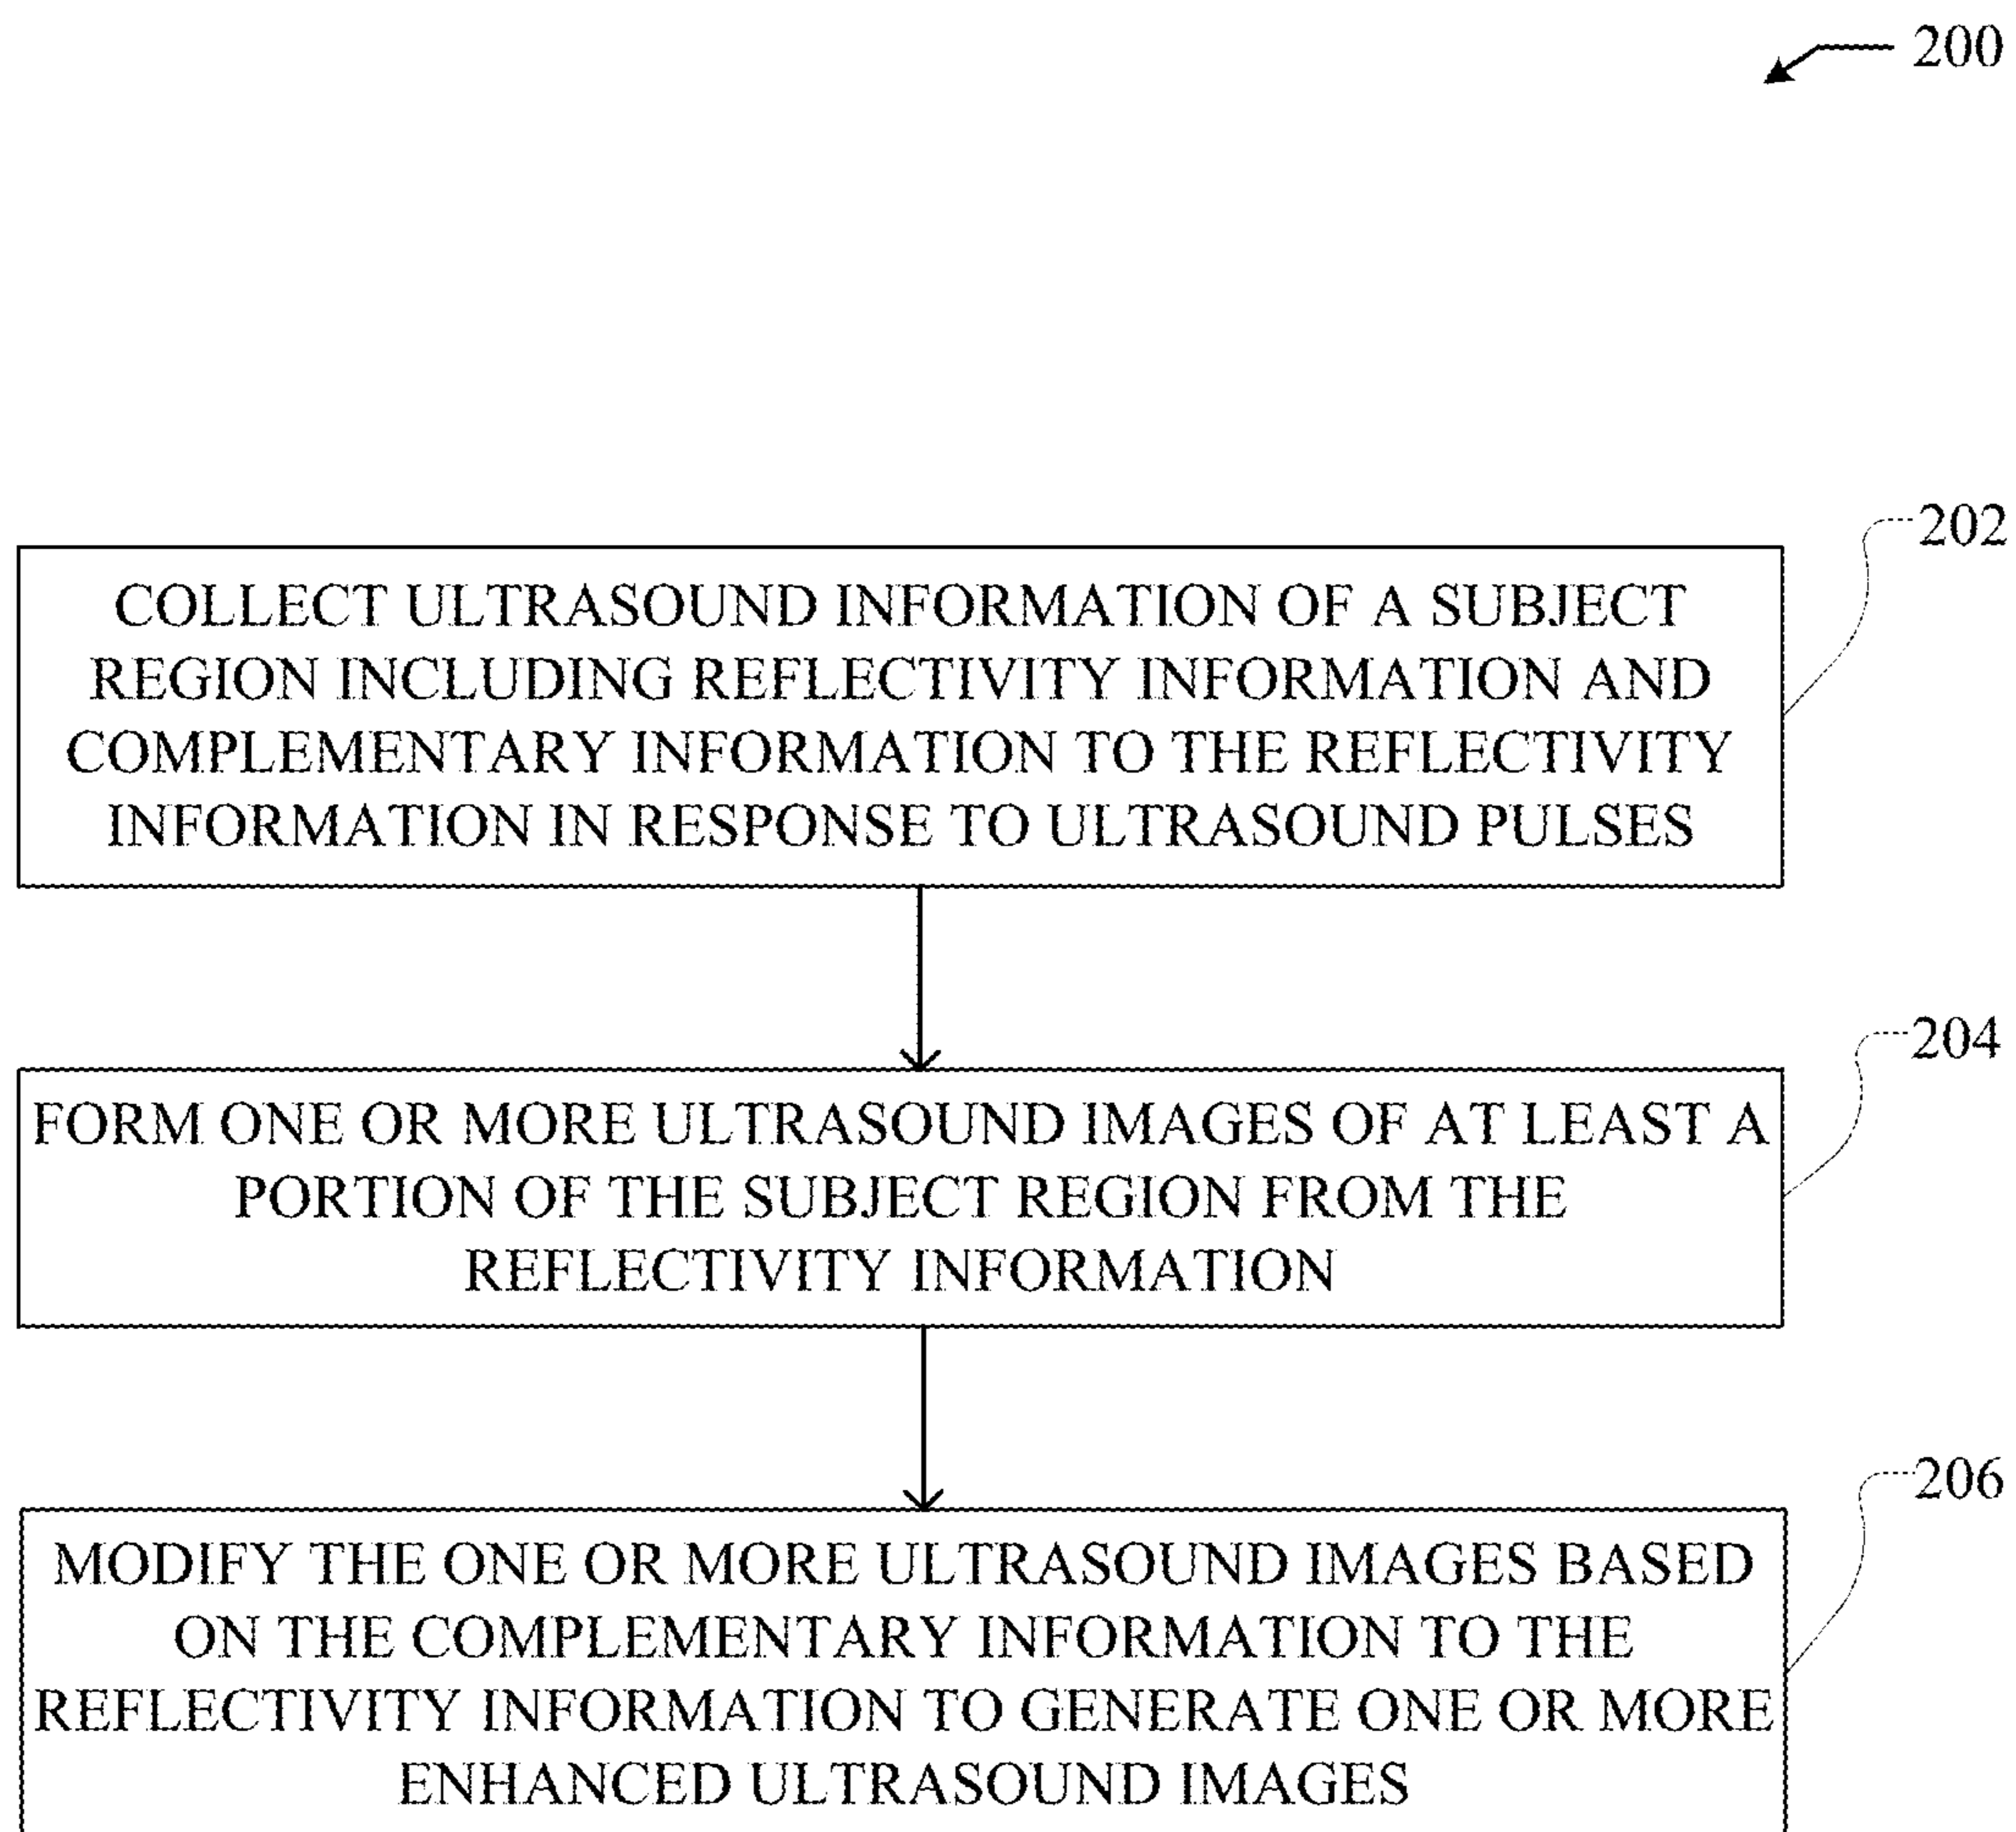 200
202
COLLECT ULTRASOUND INFORMATION OF A SUBJECT
REGION INCLUDING REFLECTIVITY INFORMATION AND
COMPLEMENTARY INFORMATION TO THE REFLECTIVITY
INFORMATION IN RESPONSE TO ULTRASOUND PULSES
204
FORM ONE OR MORE ULTRASOUND IMAGES OF AT LEAST A
PORTION OF THE SUBJECT REGION FROM THE
REFLECTIVITY INFORMATION
206
MODIFY THE ONE OR MORE ULTRASOUND IMAGES BASED
ON THE COMPLEMENTARY INFORMATION TO THE
REFLECTIVITY INFORMATION TO GENERATE ONE OR MORE
ENHANCED ULTRASOUND IMAGES